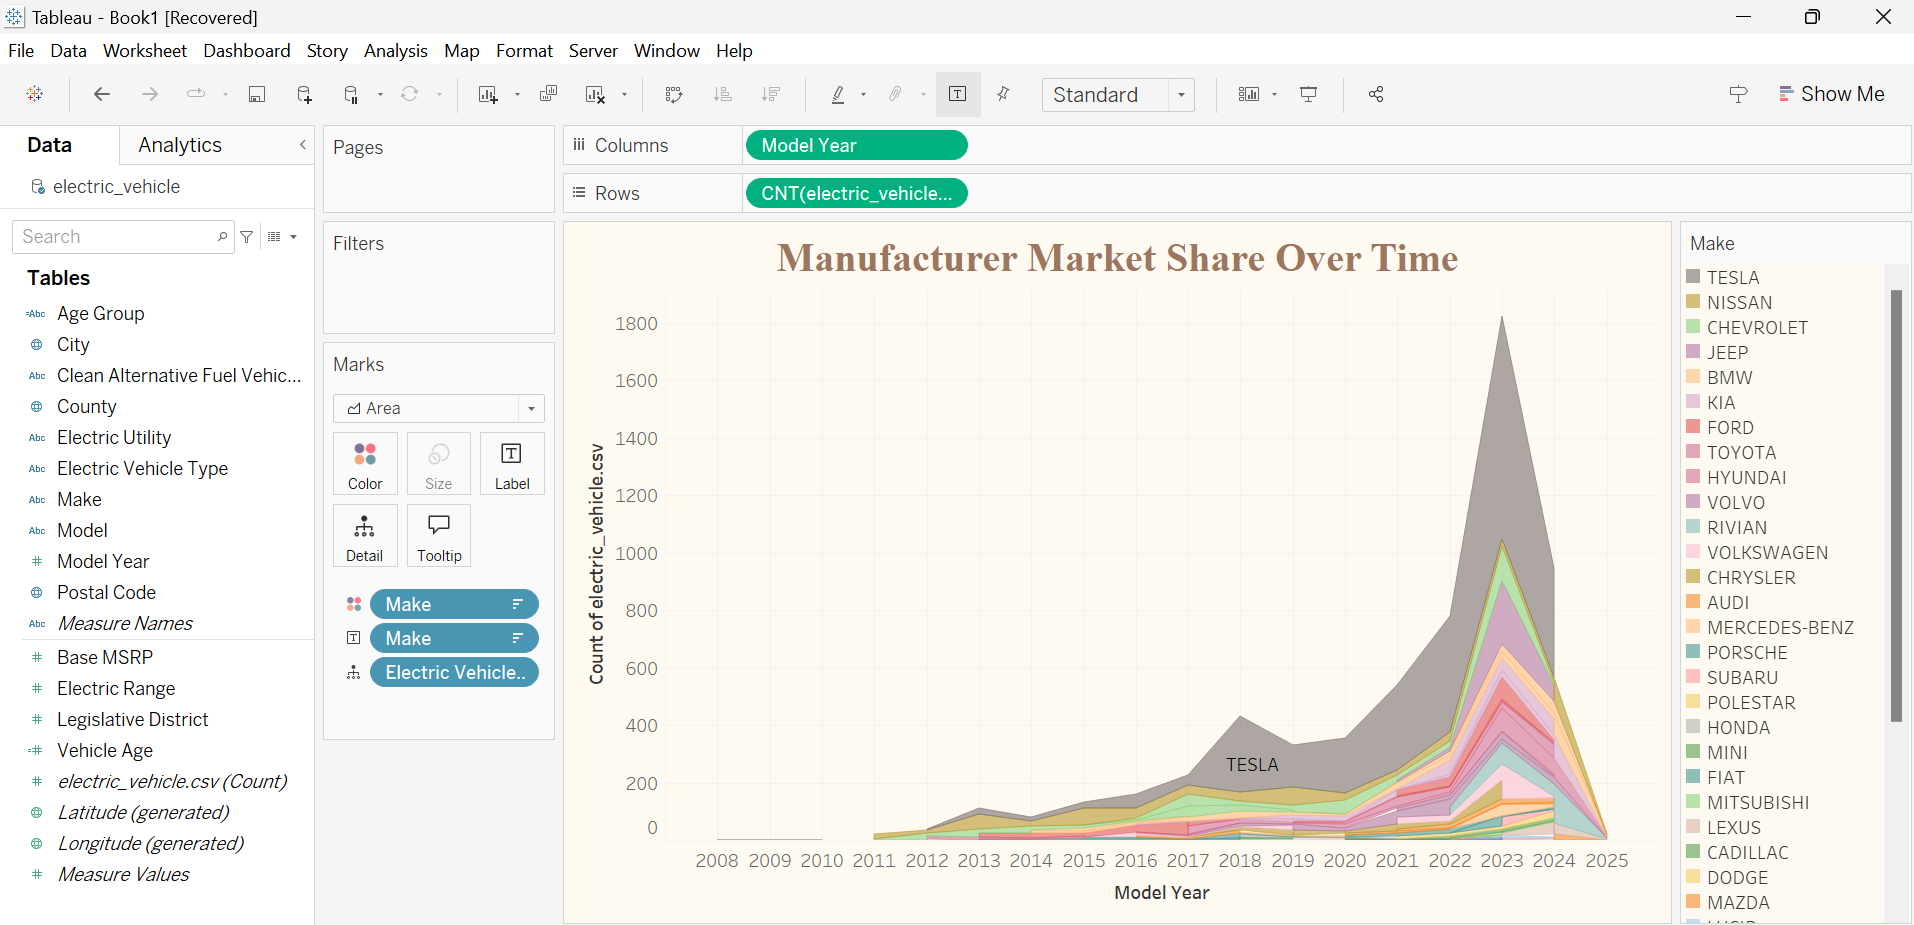 Tableau - Book1 [Recovered]
File Data Worksheet Dashboard Story Analysis Map Format Server Window Help
Standard
Show Me
Data
Analytics
electric_vehicle
Search
Tables
Age Group
City
Clean Alternative Fuel Vehic...
County
Electric Utility
Electric Vehicle Type
Make
Model
Model Year
Postal Code
Measure Names
Base MSRP
Electric Range
Legislative District
Vehicle Age
electric_vehicle.csv (Count)
Latitude (generated)
Longitude (generated)
Measure Values
Pages
Filters
Marks
Area
Color
Size
Label
Detail
Tooltip
Make
Make
Electric Vehicle..
Columns
Model Year
Rows
CNT(electric_vehicle...
Manufacturer Market Share Over Time
Count of electric_vehicle.csv
1800
1600
1400
1200
1000
800
600
400
200
0
TESLA
2008 2009 2010 2011 2012 2013 2014 2015 2016 2017 2018 2019 2020 2021 2022 2023 2024 2025
Model Year
Make
TESLA
NISSAN
CHEVROLET
JEEP
BMW
KIA
FORD
TOYOTA
HYUNDAI
VOLVO
RIVIAN
VOLKSWAGEN
CHRYSLER
AUDI
MERCEDES-BENZ
PORSCHE
SUBARU
POLESTAR
HONDA
MINI
FIAT
MITSUBISHI
LEXUS
CADILLAC
DODGE
MAZDA